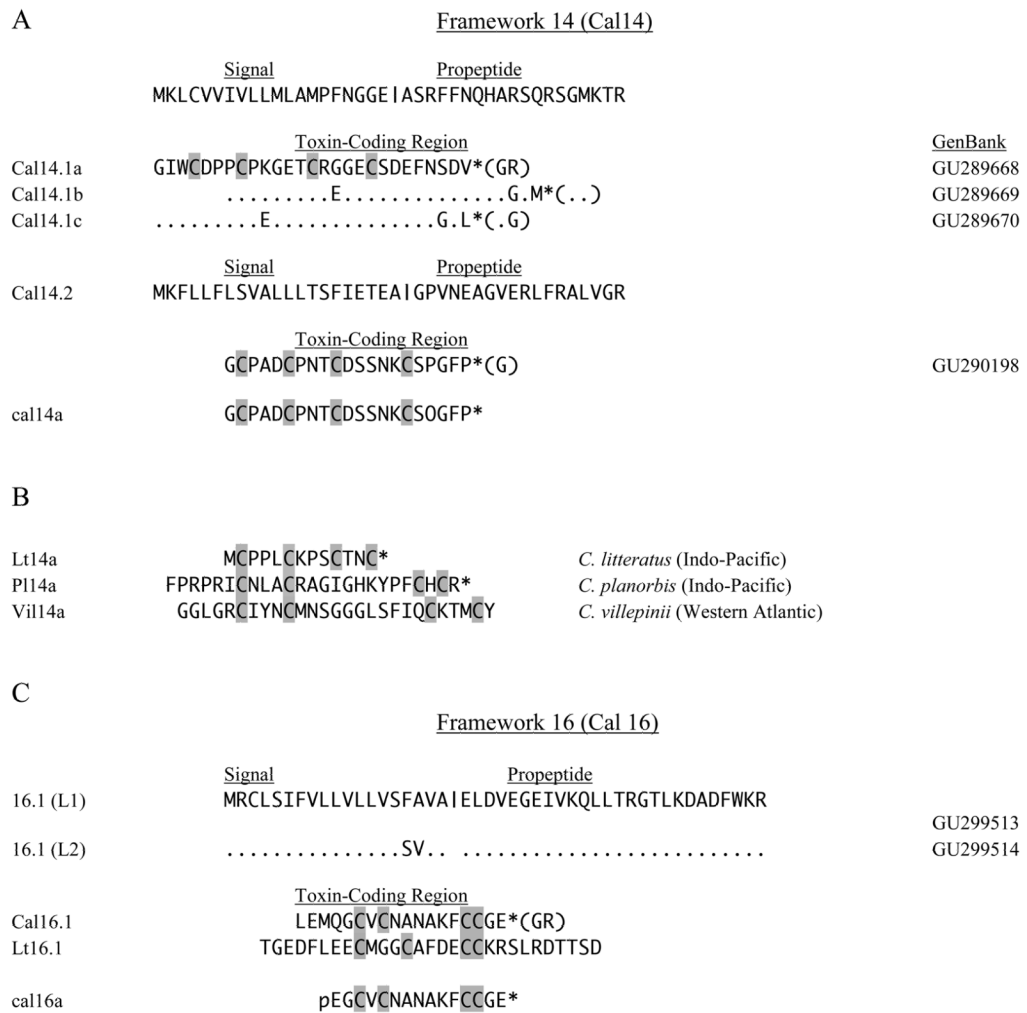 A
Framework 14 (Cal14)
Signal Propeptide
MKLCVVIVLLMLAMPFNGGE|ASRFFNQHARSQRSGMKTR
Toxin-Coding Region GenBank
Cal14.1a GIWCDPPCPKGETCRGGECSDEFNSDV*(GR) GU289668
Cal14.1b .........E..............G.M*(..) GU289669
Cal14.1c .........E..............G.L*(.G) GU289670
Signal Propeptide
Cal14.2 MKFLLFLSVALLLTSFIETEA|GPVNEAGVERLFRALVGR
Toxin-Coding Region
GCPADCPNTCDSSNKCSPGFP*(G) GU290198
cal14a GCPADCPNTCDSSNKCSOGFP*
B
Lt14a MCPPLCKPSCTNC* C. litteratus (Indo-Pacific)
Pl14a FPRPRICNLACRAGIGHKYPFCHCR* C. planorbis (Indo-Pacific)
Vil14a GGLGRCIYNCMNSGGGLSFIQCKTMCY C. villepinii (Western Atlantic)
C
Framework 16 (Cal 16)
Signal Propeptide
16.1 (L1) MRCLSIFVLLVLLVSFAVA|ELDVEGEIVKQLLTRGTLKDADFWKR
GU299513
16.1 (L2) ...............SV.. .......................... GU299514
Toxin-Coding Region
Cal16.1 LEMQGCVCNANAKFCCGE*(GR)
Lt16.1 TGEDFLEECMGGCAFDECCKRSLRDTTSD
cal16a pEGCVCNANAKFCCGE*